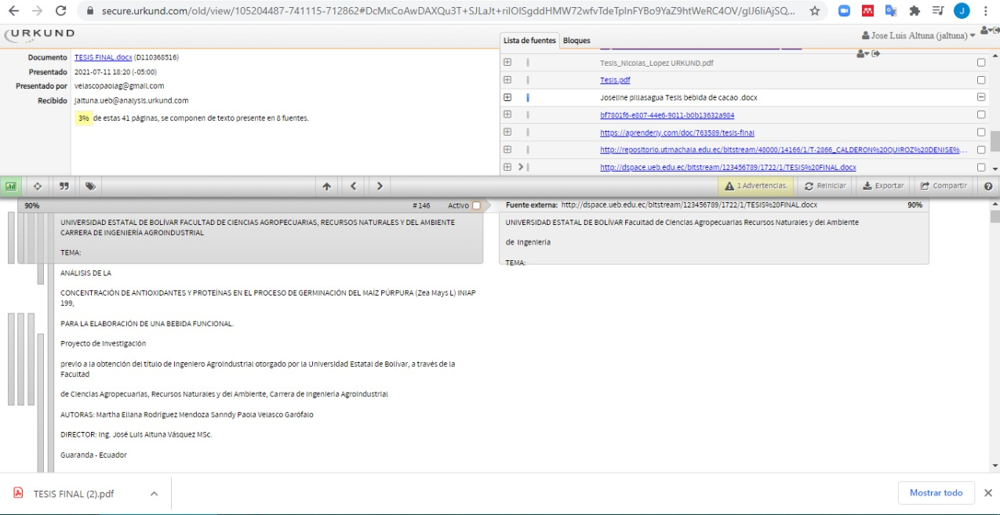 secure.urkund.com/old/view/105204487-741115-712862#DcMxCoAwDAXQu3T+SJLaJt+riIOISgddHMW72wfvTdeTpInFYBo9YaZ9htWeRC4OV/gIJ6IiAjSQ...
J
URKUND
Lista de fuentes Bloques
Jose Luis Altuna (jaltuna)
Documento TESIS FINAL.docx (D110368516)
Presentado 2021-07-11 18:20 (-05:00)
Presentado por velascopaolag@gmail.com
Recibido jaltuna.ueb@analysis.urkund.com
3% de estas 41 páginas, se componen de texto presente en 8 fuentes.
Tesis_Nicolas_Lopez URKUND.pdf
Tesis.pdf
Joseline pillasagua Tesis bebida de cacao .docx
bf7801f6-e807-44e6-9011-b0b13632a984
https://aprenderly.com/doc/763589/tesis-final
http://repositorio.utmachala.edu.ec/bitstream/48000/14166/1/T-2866_CALDERON%20QUIROZ%20DENISE%...
http://dspace.ueb.edu.ec/bitstream/123456789/1722/1/TESIS%20FINAL.docx
1 Advertencias. Reiniciar Exportar Compartir
90% #146 Activo
Fuente externa: http://dspace.ueb.edu.ec/bitstream/123456789/1722/1/TESIS%20FINAL.docx 90%
UNIVERSIDAD ESTATAL DE BOLÍVAR FACULTAD DE CIENCIAS AGROPECUARIAS, RECURSOS NATURALES Y DEL AMBIENTE
CARRERA DE INGENIERÍA AGROINDUSTRIAL
TEMA:
UNIVERSIDAD ESTATAL DE BOLÍVAR Facultad de Ciencias Agropecuarias Recursos Naturales y del Ambiente
de Ingeniería
TEMA:
ANÁLISIS DE LA
CONCENTRACIÓN DE ANTIOXIDANTES Y PROTEÍNAS EN EL PROCESO DE GERMINACIÓN DEL MAÍZ PÚRPURA (Zea Mays L) INIAP
199,
PARA LA ELABORACIÓN DE UNA BEBIDA FUNCIONAL.
Proyecto de Investigación
previo a la obtención del título de Ingeniero Agroindustrial otorgado por la Universidad Estatal de Bolívar, a través de la
Facultad
de Ciencias Agropecuarias, Recursos Naturales y del Ambiente, Carrera de Ingeniería Agroindustrial
AUTORAS: Martha Eliana Rodríguez Mendoza Sanndy Paola Velasco Garófalo
DIRECTOR: Ing. José Luis Altuna Vásquez MSc.
Guaranda - Ecuador
TESIS FINAL (2).pdf
Mostrar todo